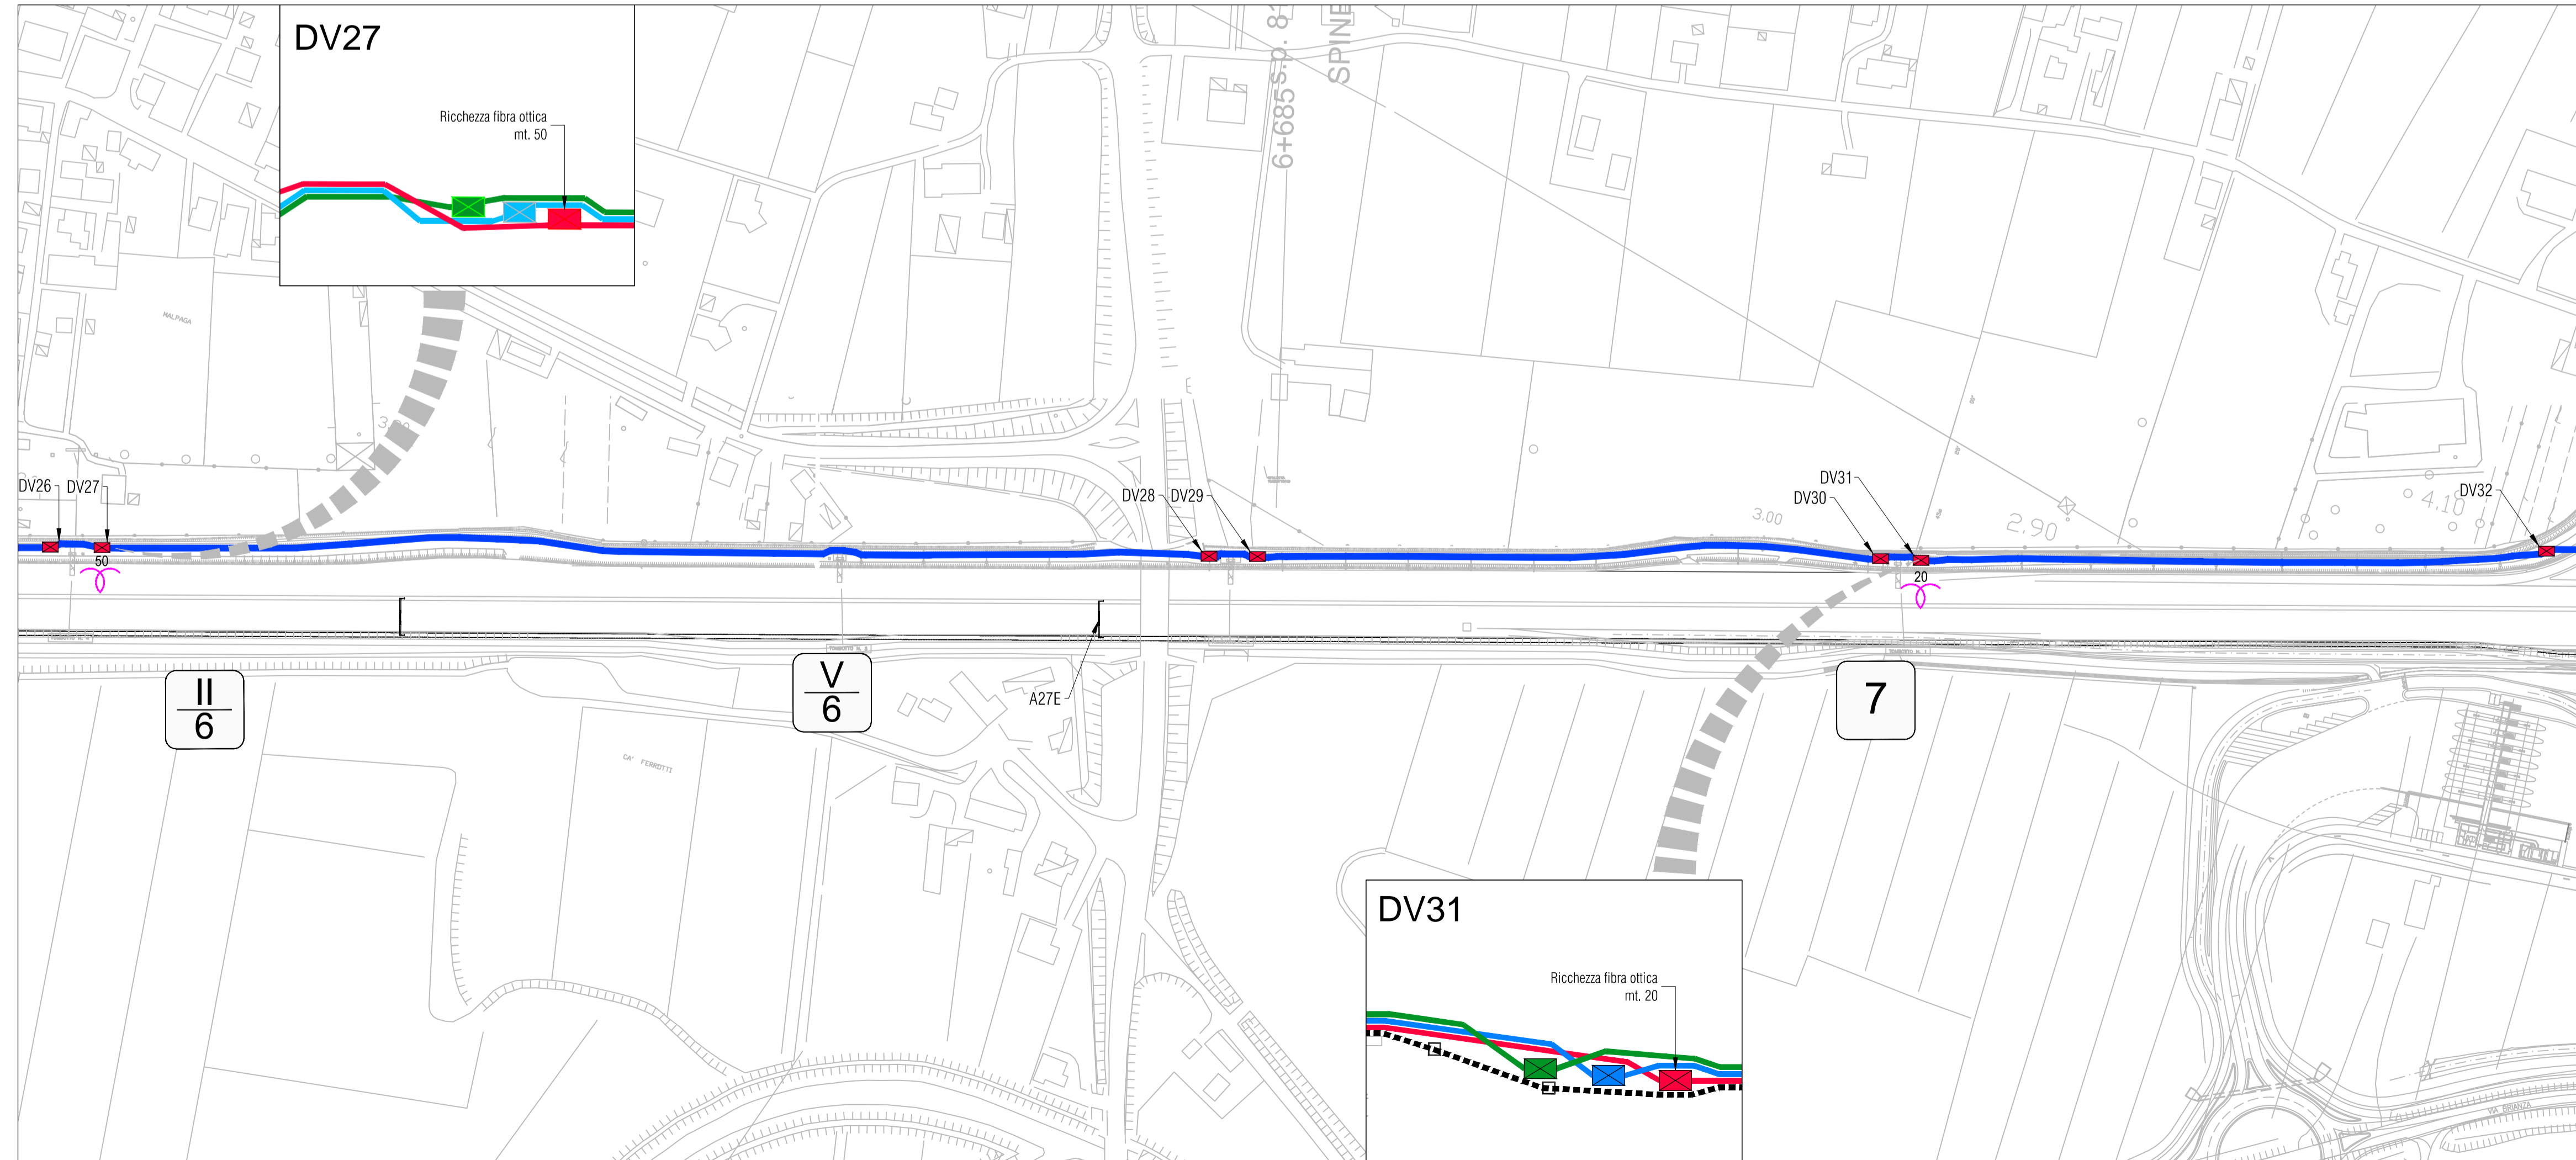 DV27
Ricchezza fibra ottica
mt. 50
6+685 s.p. 8
SPINE
MALPAGA
DV26
DV27
50
DV28
DV29
3.00
DV31
DV30
20
2.90
4.10
DV32
II
6
V
6
A27E
7
CA' FERROTTI
DV31
Ricchezza fibra ottica
mt. 20
VIA BRIANZA